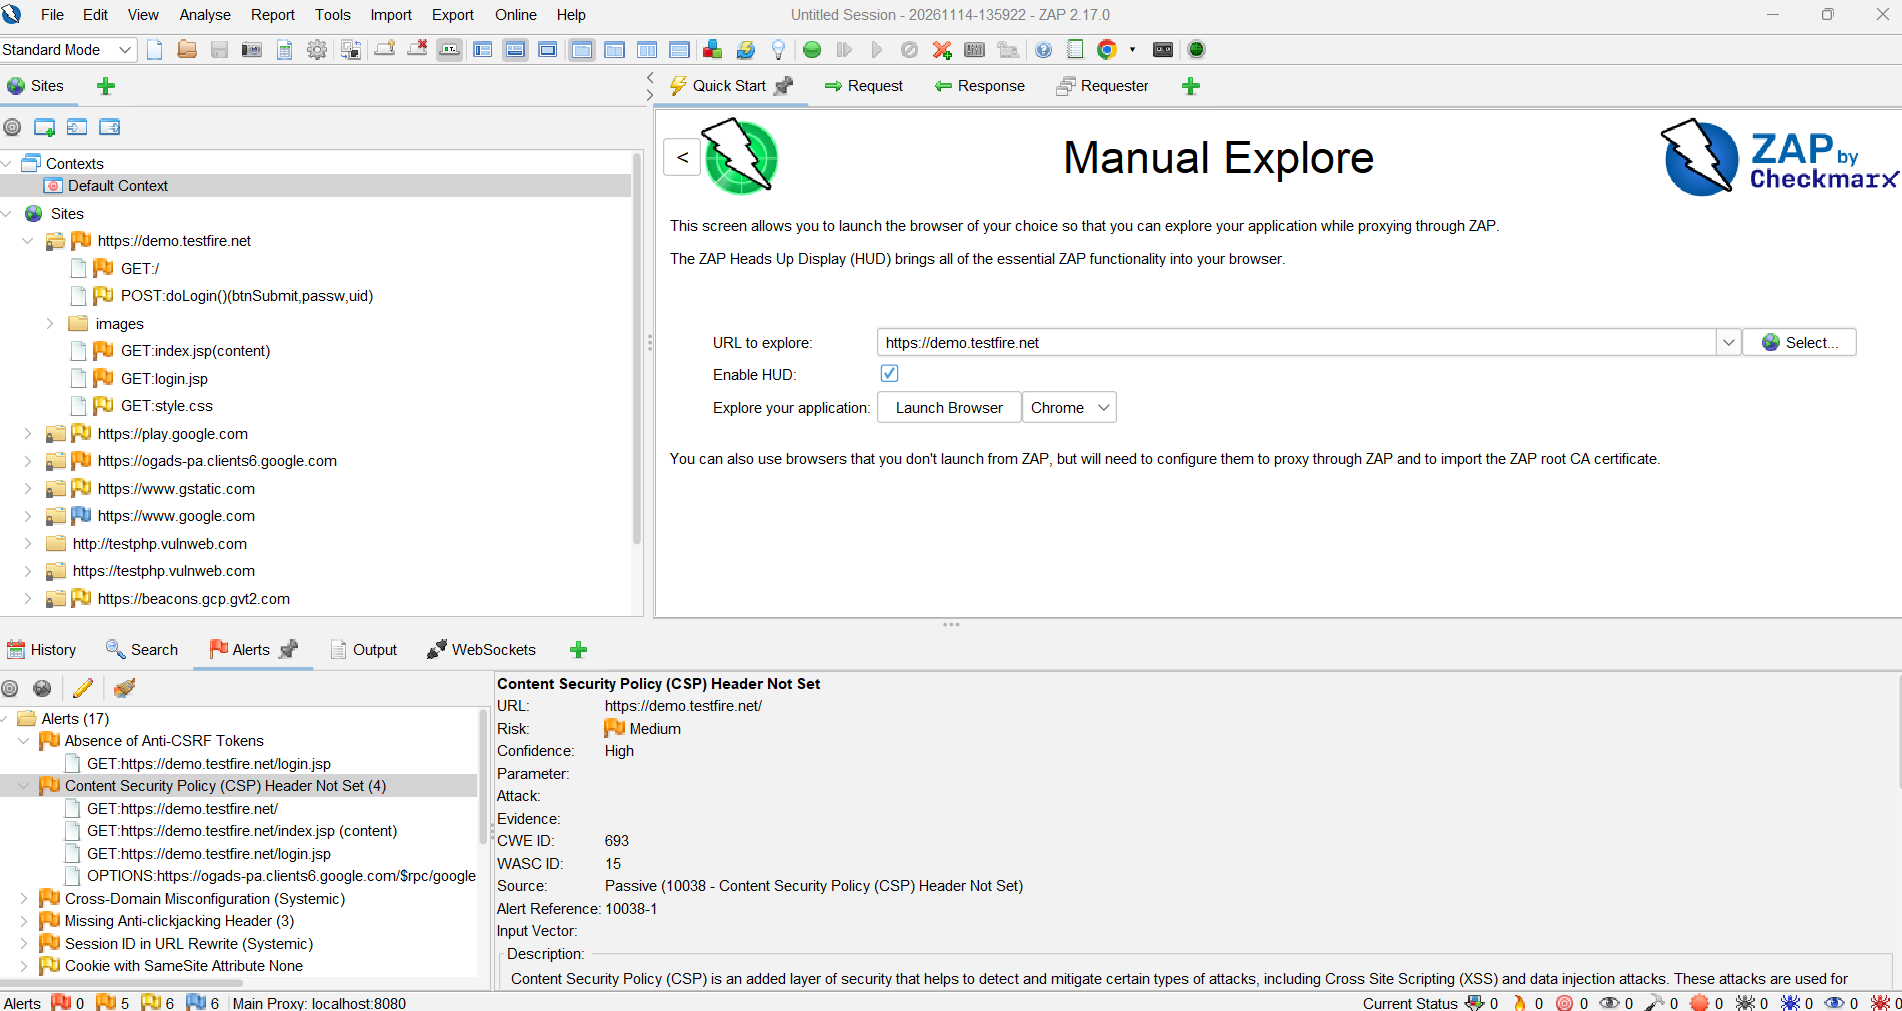 File Edit View Analyse Report Tools Import Export Online Help
Untitled Session - 20261114-135922 - ZAP 2.17.0
Standard Mode
Sites
Quick Start Request Response Requester
Contexts
Default Context
Sites
https://demo.testfire.net
GET:/
POST:doLogin()(btnSubmit,passw,uid)
images
GET:index.jsp(content)
GET:login.jsp
GET:style.css
https://play.google.com
https://ogads-pa.clients6.google.com
https://www.gstatic.com
https://www.google.com
http://testphp.vulnweb.com
https://testphp.vulnweb.com
https://beacons.gcp.gvt2.com
<
Manual Explore
ZAP by
Checkmarx
This screen allows you to launch the browser of your choice so that you can explore your application while proxying through ZAP.
The ZAP Heads Up Display (HUD) brings all of the essential ZAP functionality into your browser.
URL to explore: https://demo.testfire.net Select...
Enable HUD:
Explore your application: Launch Browser Chrome
You can also use browsers that you don't launch from ZAP, but will need to configure them to proxy through ZAP and to import the ZAP root CA certificate.
History Search Alerts Output WebSockets
Alerts (17)
Absence of Anti-CSRF Tokens
GET:https://demo.testfire.net/login.jsp
Content Security Policy (CSP) Header Not Set (4)
GET:https://demo.testfire.net/
GET:https://demo.testfire.net/index.jsp (content)
GET:https://demo.testfire.net/login.jsp
OPTIONS:https://ogads-pa.clients6.google.com/$rpc/google
Cross-Domain Misconfiguration (Systemic)
Missing Anti-clickjacking Header (3)
Session ID in URL Rewrite (Systemic)
Cookie with SameSite Attribute None
Content Security Policy (CSP) Header Not Set
URL: https://demo.testfire.net/
Risk: Medium
Confidence: High
Parameter:
Attack:
Evidence:
CWE ID: 693
WASC ID: 15
Source: Passive (10038 - Content Security Policy (CSP) Header Not Set)
Alert Reference: 10038-1
Input Vector:
Description:
Content Security Policy (CSP) is an added layer of security that helps to detect and mitigate certain types of attacks, including Cross Site Scripting (XSS) and data injection attacks. These attacks are used for
Alerts 0 5 6 6 Main Proxy: localhost:8080
Current Status 0 0 0 0 0 0 0 0 0 0